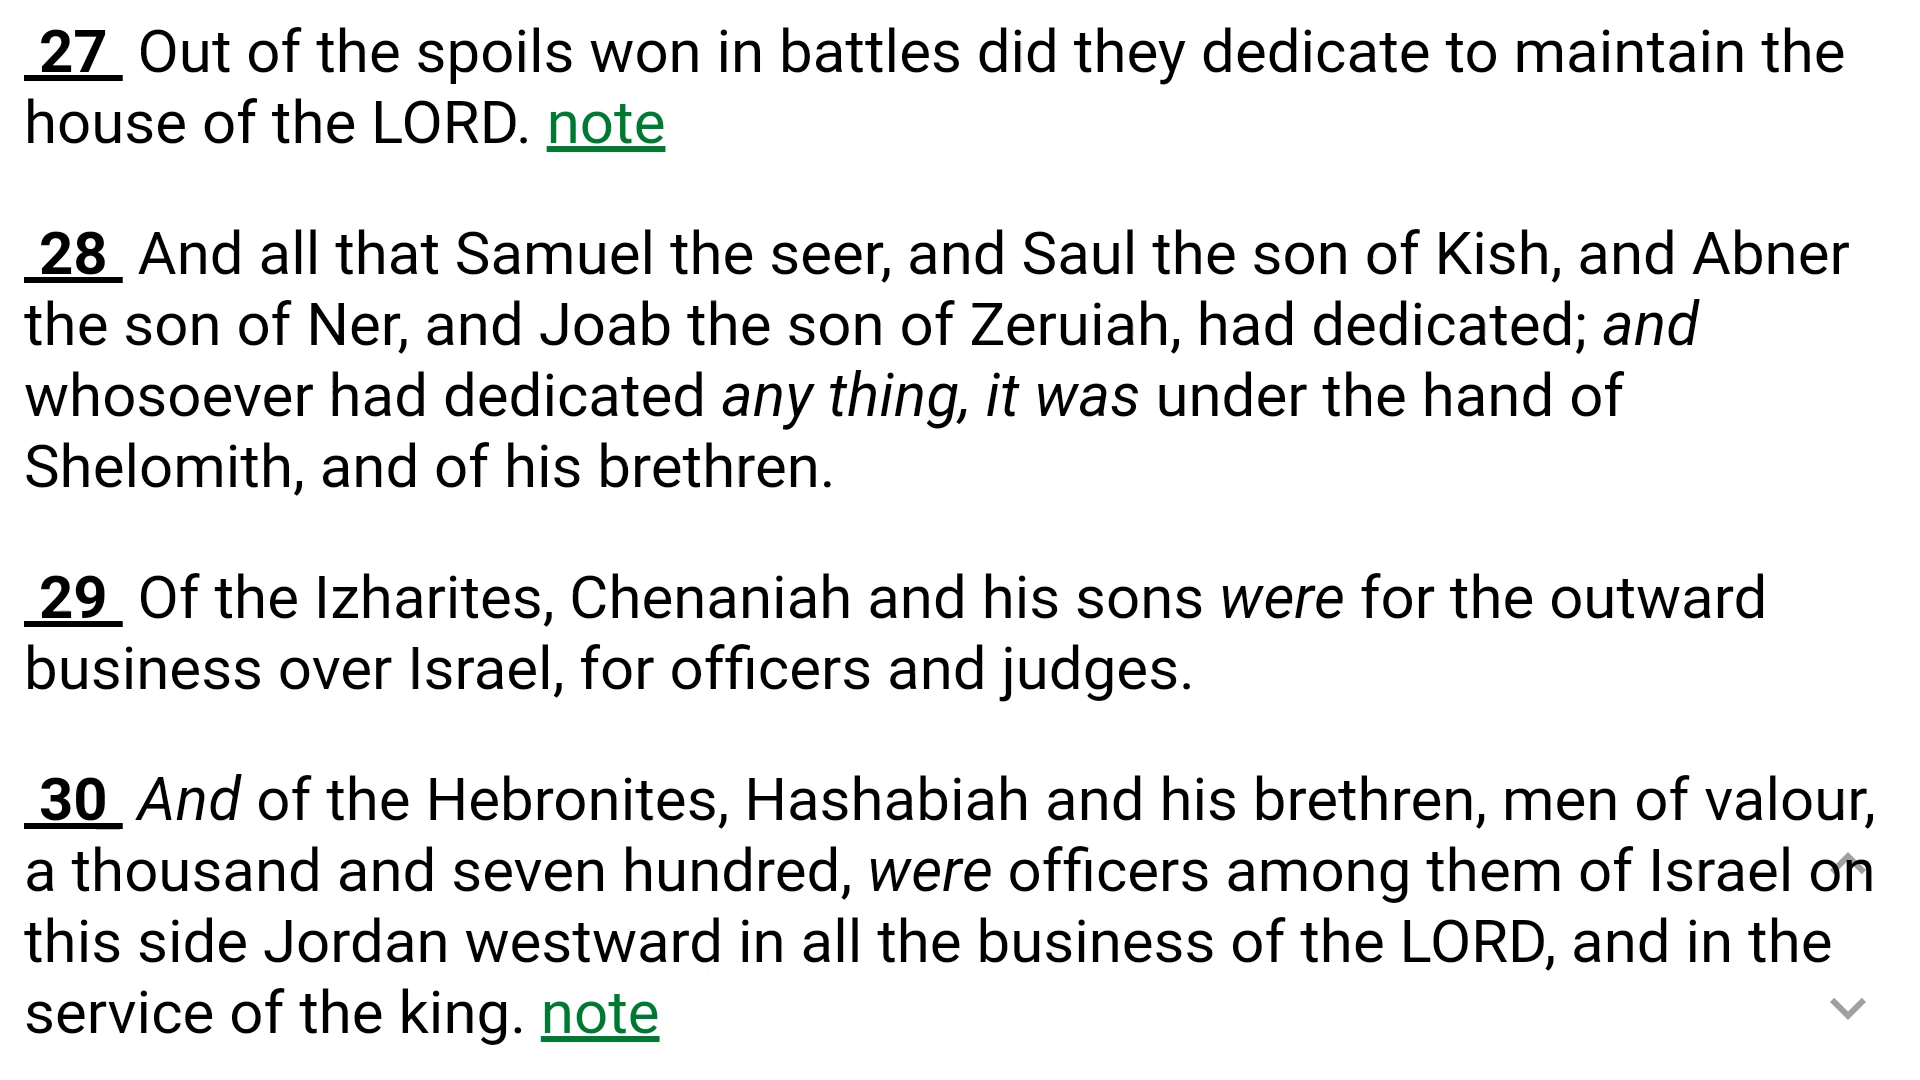 27 Out of the spoils won in battles did they dedicate to maintain the
house of the LORD. note
28 And all that Samuel the seer, and Saul the son of Kish, and Abner
the son of Ner, and Joab the son of Zeruiah, had dedicated; and
whosoever had dedicated any thing, it was under the hand of
Shelomith, and of his brethren.
29 Of the Izharites, Chenaniah and his sons were for the outward
business over Israel, for officers and judges.
30 And of the Hebronites, Hashabiah and his brethren, men of valour,
a thousand and seven hundred, were officers among them of Israel on
this side Jordan westward in all the business of the LORD, and in the
service of the king. note